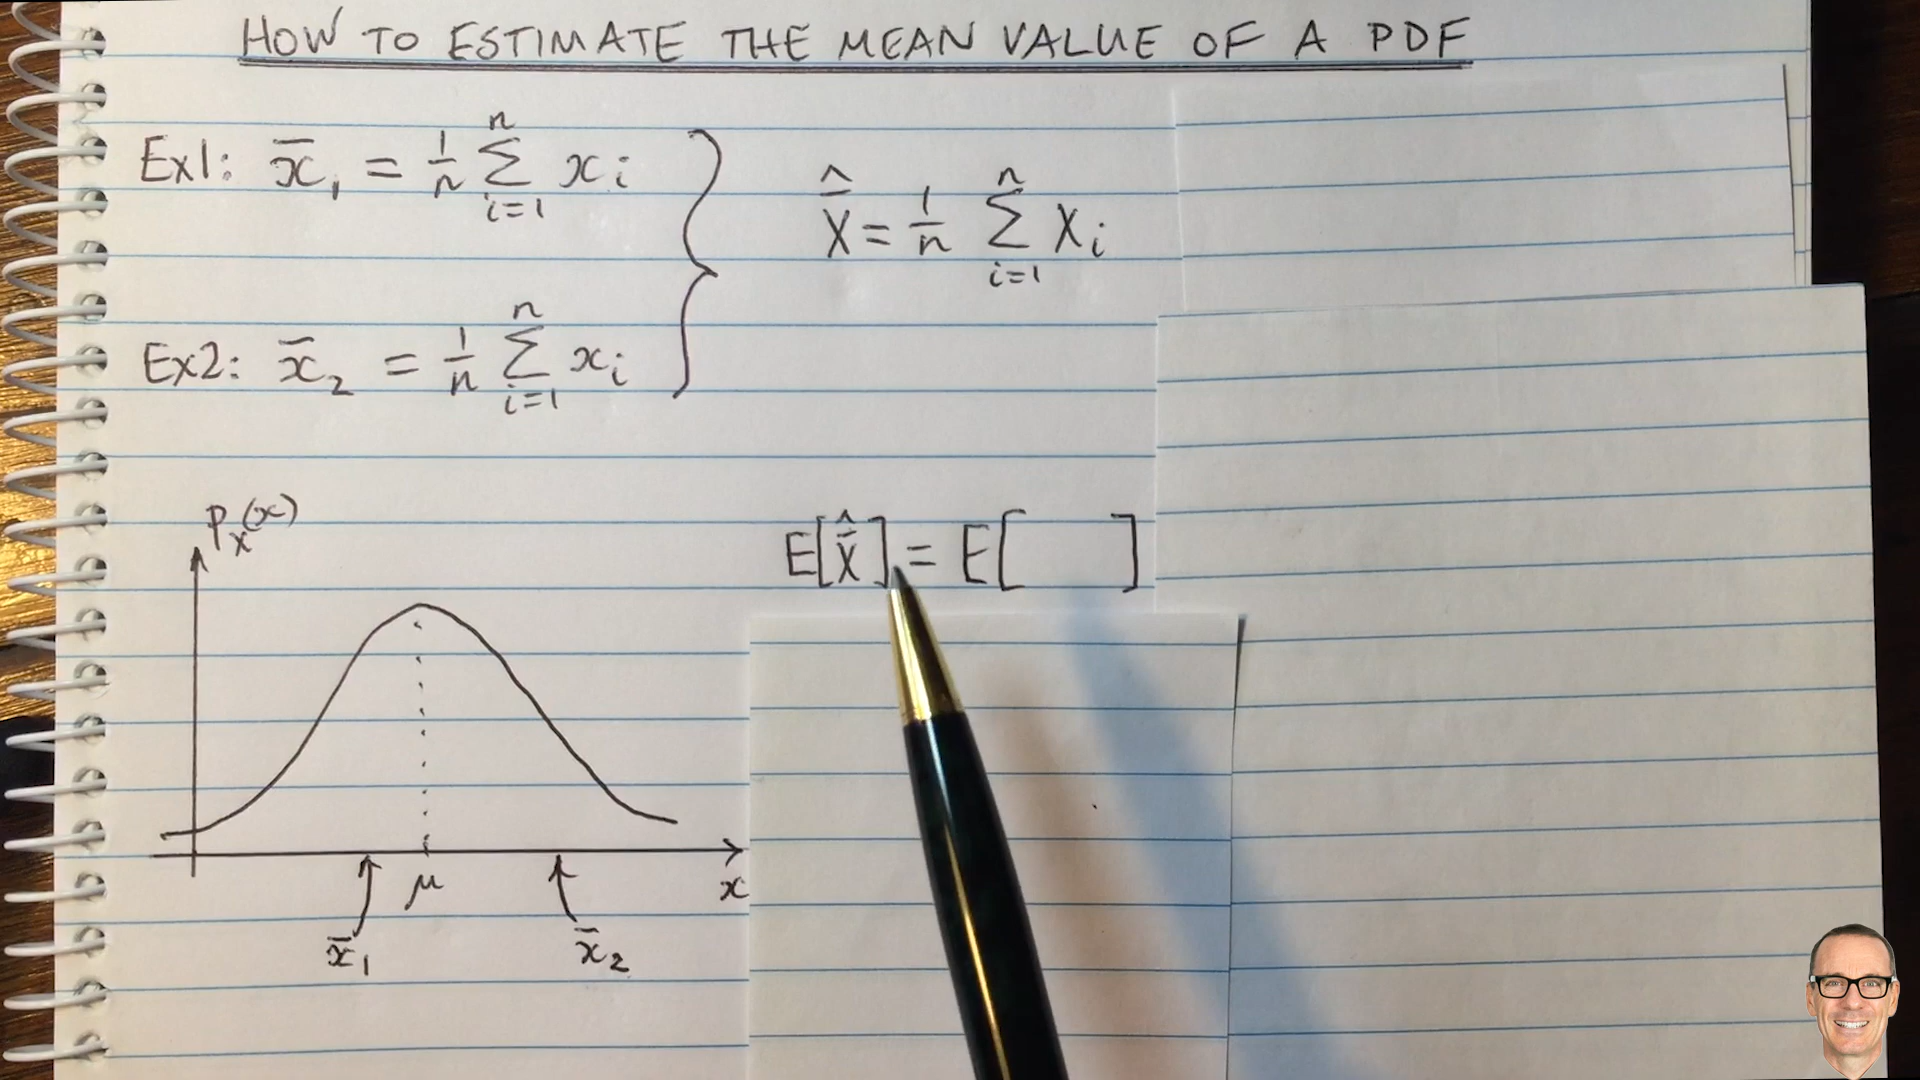 HOW TO ESTIMATE THE MEAN VALUE OF A PDF
Ex1: x̄₁ = 1/n Σ_{i=1}^{n} xᵢ
X̄̂ = 1/n Σ_{i=1}^{n} Xᵢ
Ex2: x̄₂ = 1/n Σ_{i=1}^{n} xᵢ
P_X(x)
E[X̄̂] = E[ ]
μ
x
x̄₁
x̄₂